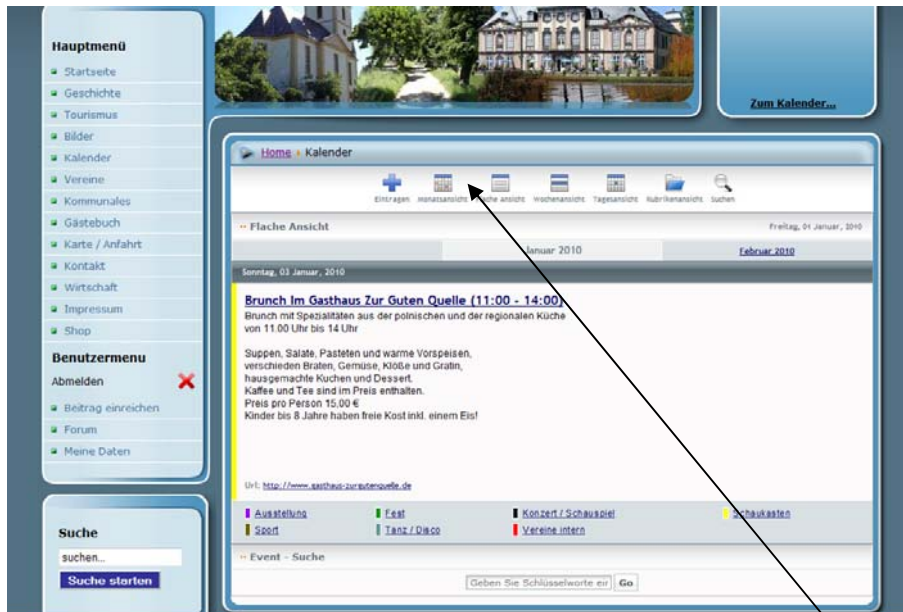 Hauptmenü
Startseite
Geschichte
Tourismus
Bilder
Kalender
Vereine
Kommunales
Gästebuch
Karte / Anfahrt
Kontakt
Wirtschaft
Impressum
Shop
Benutzermenu
Abmelden
Beitrag einreichen
Forum
Meine Daten
Suche
suchen...
Suche starten
Zum Kalender...
Home Kalender
Eintragen Monatsansicht Flache ansicht Wochenansicht Tagesansicht Rubrikenansicht Suchen
Flache Ansicht Freitag, 01 Januar, 2010
Januar 2010 Februar 2010
Sonntag, 03 Januar, 2010
Brunch Im Gasthaus Zur Guten Quelle (11:00 - 14:00)
Brunch mit Spezialitäten aus der polnischen und der regionalen Küche
von 11.00 Uhr bis 14 Uhr
Suppen, Salate, Pasteten und warme Vorspeisen,
verschieden Braten, Gemüse, Klöße und Gratin,
hausgemachte Kuchen und Dessert.
Kaffee und Tee sind im Preis enthalten.
Preis pro Person 15,00 €
Kinder bis 8 Jahre haben freie Kost inkl. einem Eis!
Url: http://www.gasthaus-zurgutenquelle.de
Ausstellung Fest Konzert / Schauspiel Schaukasten
Sport Tanz / Disco Vereine intern
Event - Suche
Geben Sie Schlüsselworte eir Go